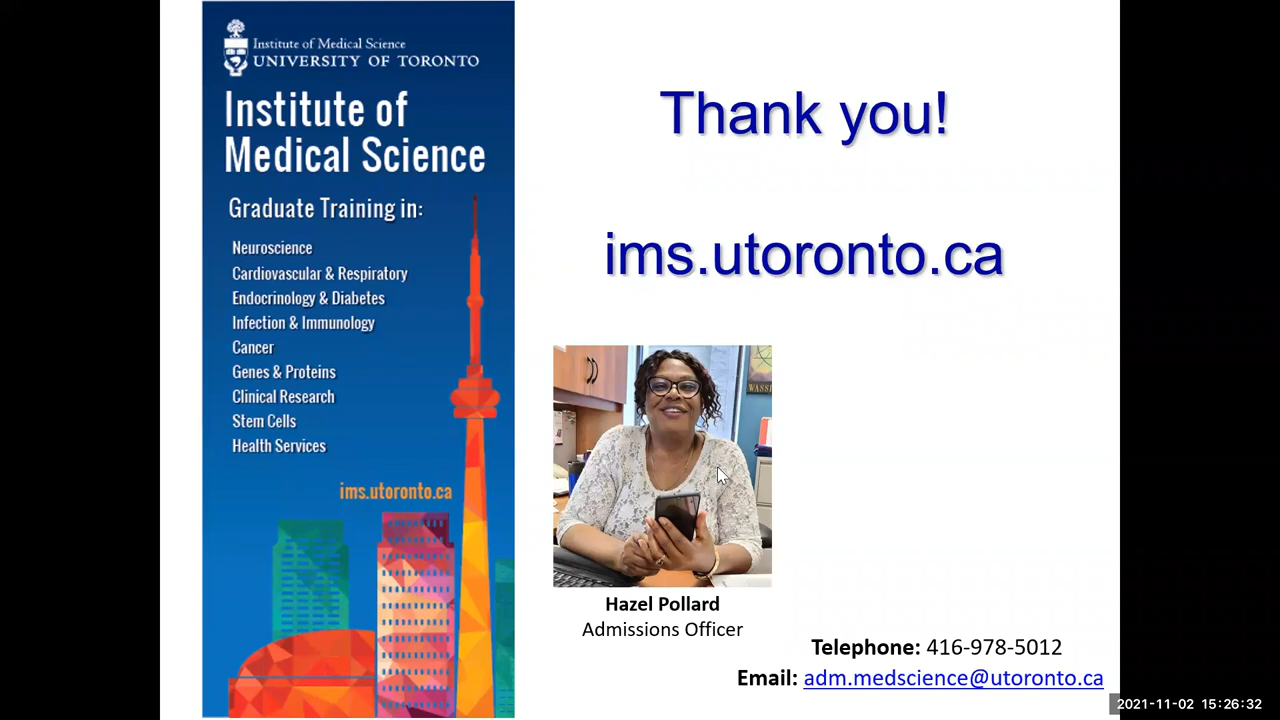 Institute of Medical Science
UNIVERSITY OF TORONTO
Institute of
Medical Science
Graduate Training in:
Neuroscience
Cardiovascular & Respiratory
Endocrinology & Diabetes
Infection & Immunology
Cancer
Genes & Proteins
Clinical Research
Stem Cells
Health Services
ims.utoronto.ca
Thank you!
ims.utoronto.ca
Hazel Pollard
Admissions Officer
Telephone: 416-978-5012
Email: adm.medscience@utoronto.ca
2021-11-02 15:26:32